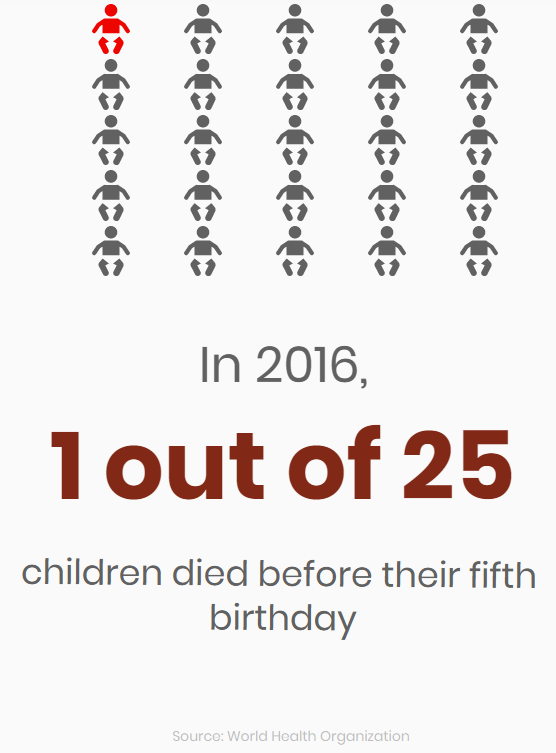 In 2016,
1 out of 25
children died before their fifth
birthday
Source: World Health Organization